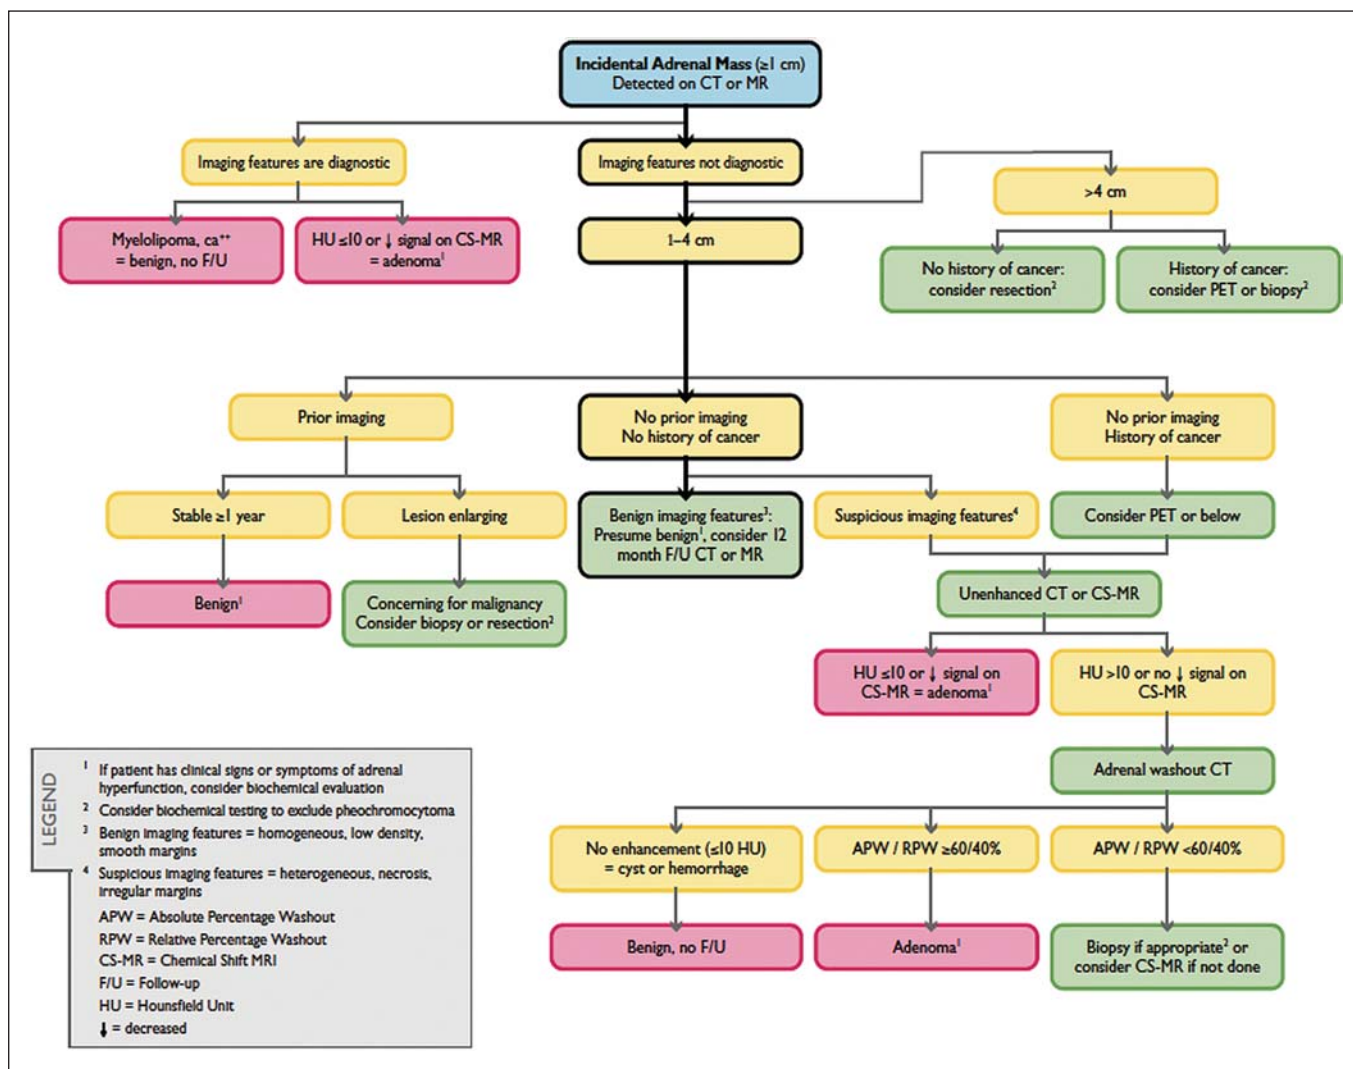 Incidental Adrenal Mass (≥1 cm)
Detected on CT or MR
Imaging features are diagnostic
Imaging features not diagnostic
>4 cm
Myelolipoma, ca⁺⁺
= benign, no F/U
HU ≤10 or ↓ signal on CS-MR
= adenoma¹
1–4 cm
No history of cancer:
consider resection²
History of cancer:
consider PET or biopsy²
Prior imaging
No prior imaging
No history of cancer
No prior imaging
History of cancer
Stable ≥1 year
Lesion enlarging
Benign imaging features³:
Presume benign¹, consider 12
month F/U CT or MR
Suspicious imaging features⁴
Consider PET or below
Benign¹
Concerning for malignancy
Consider biopsy or resection²
Unenhanced CT or CS-MR
HU ≤10 or ↓ signal on
CS-MR = adenoma¹
HU >10 or no ↓ signal on
CS-MR
Adrenal washout CT
No enhancement (≤10 HU)
= cyst or hemorrhage
APW / RPW ≥60/40%
APW / RPW <60/40%
Benign, no F/U
Adenoma¹
Biopsy if appropriate² or
consider CS-MR if not done
LEGEND
¹ If patient has clinical signs or symptoms of adrenal
hyperfunction, consider biochemical evaluation
² Consider biochemical testing to exclude pheochromcytoma
³ Benign imaging features = homogeneous, low density,
smooth margins
⁴ Suspicious imaging features = heterogeneous, necrosis,
irregular margins
APW = Absolute Percentage Washout
RPW = Relative Percentage Washout
CS-MR = Chemical Shift MRI
F/U = Follow-up
HU = Hounsfield Unit
↓ = decreased